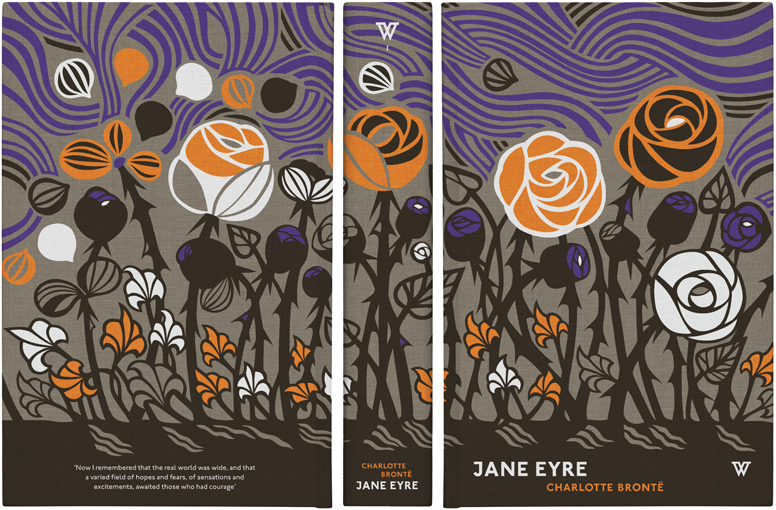 'Now I remembered that the real world was wide, and that
a varied field of hopes and fears, of sensations and
excitements, awaited those who had courage'
W
CHARLOTTE
BRONTË
JANE EYRE
JANE EYRE
CHARLOTTE BRONTË
W